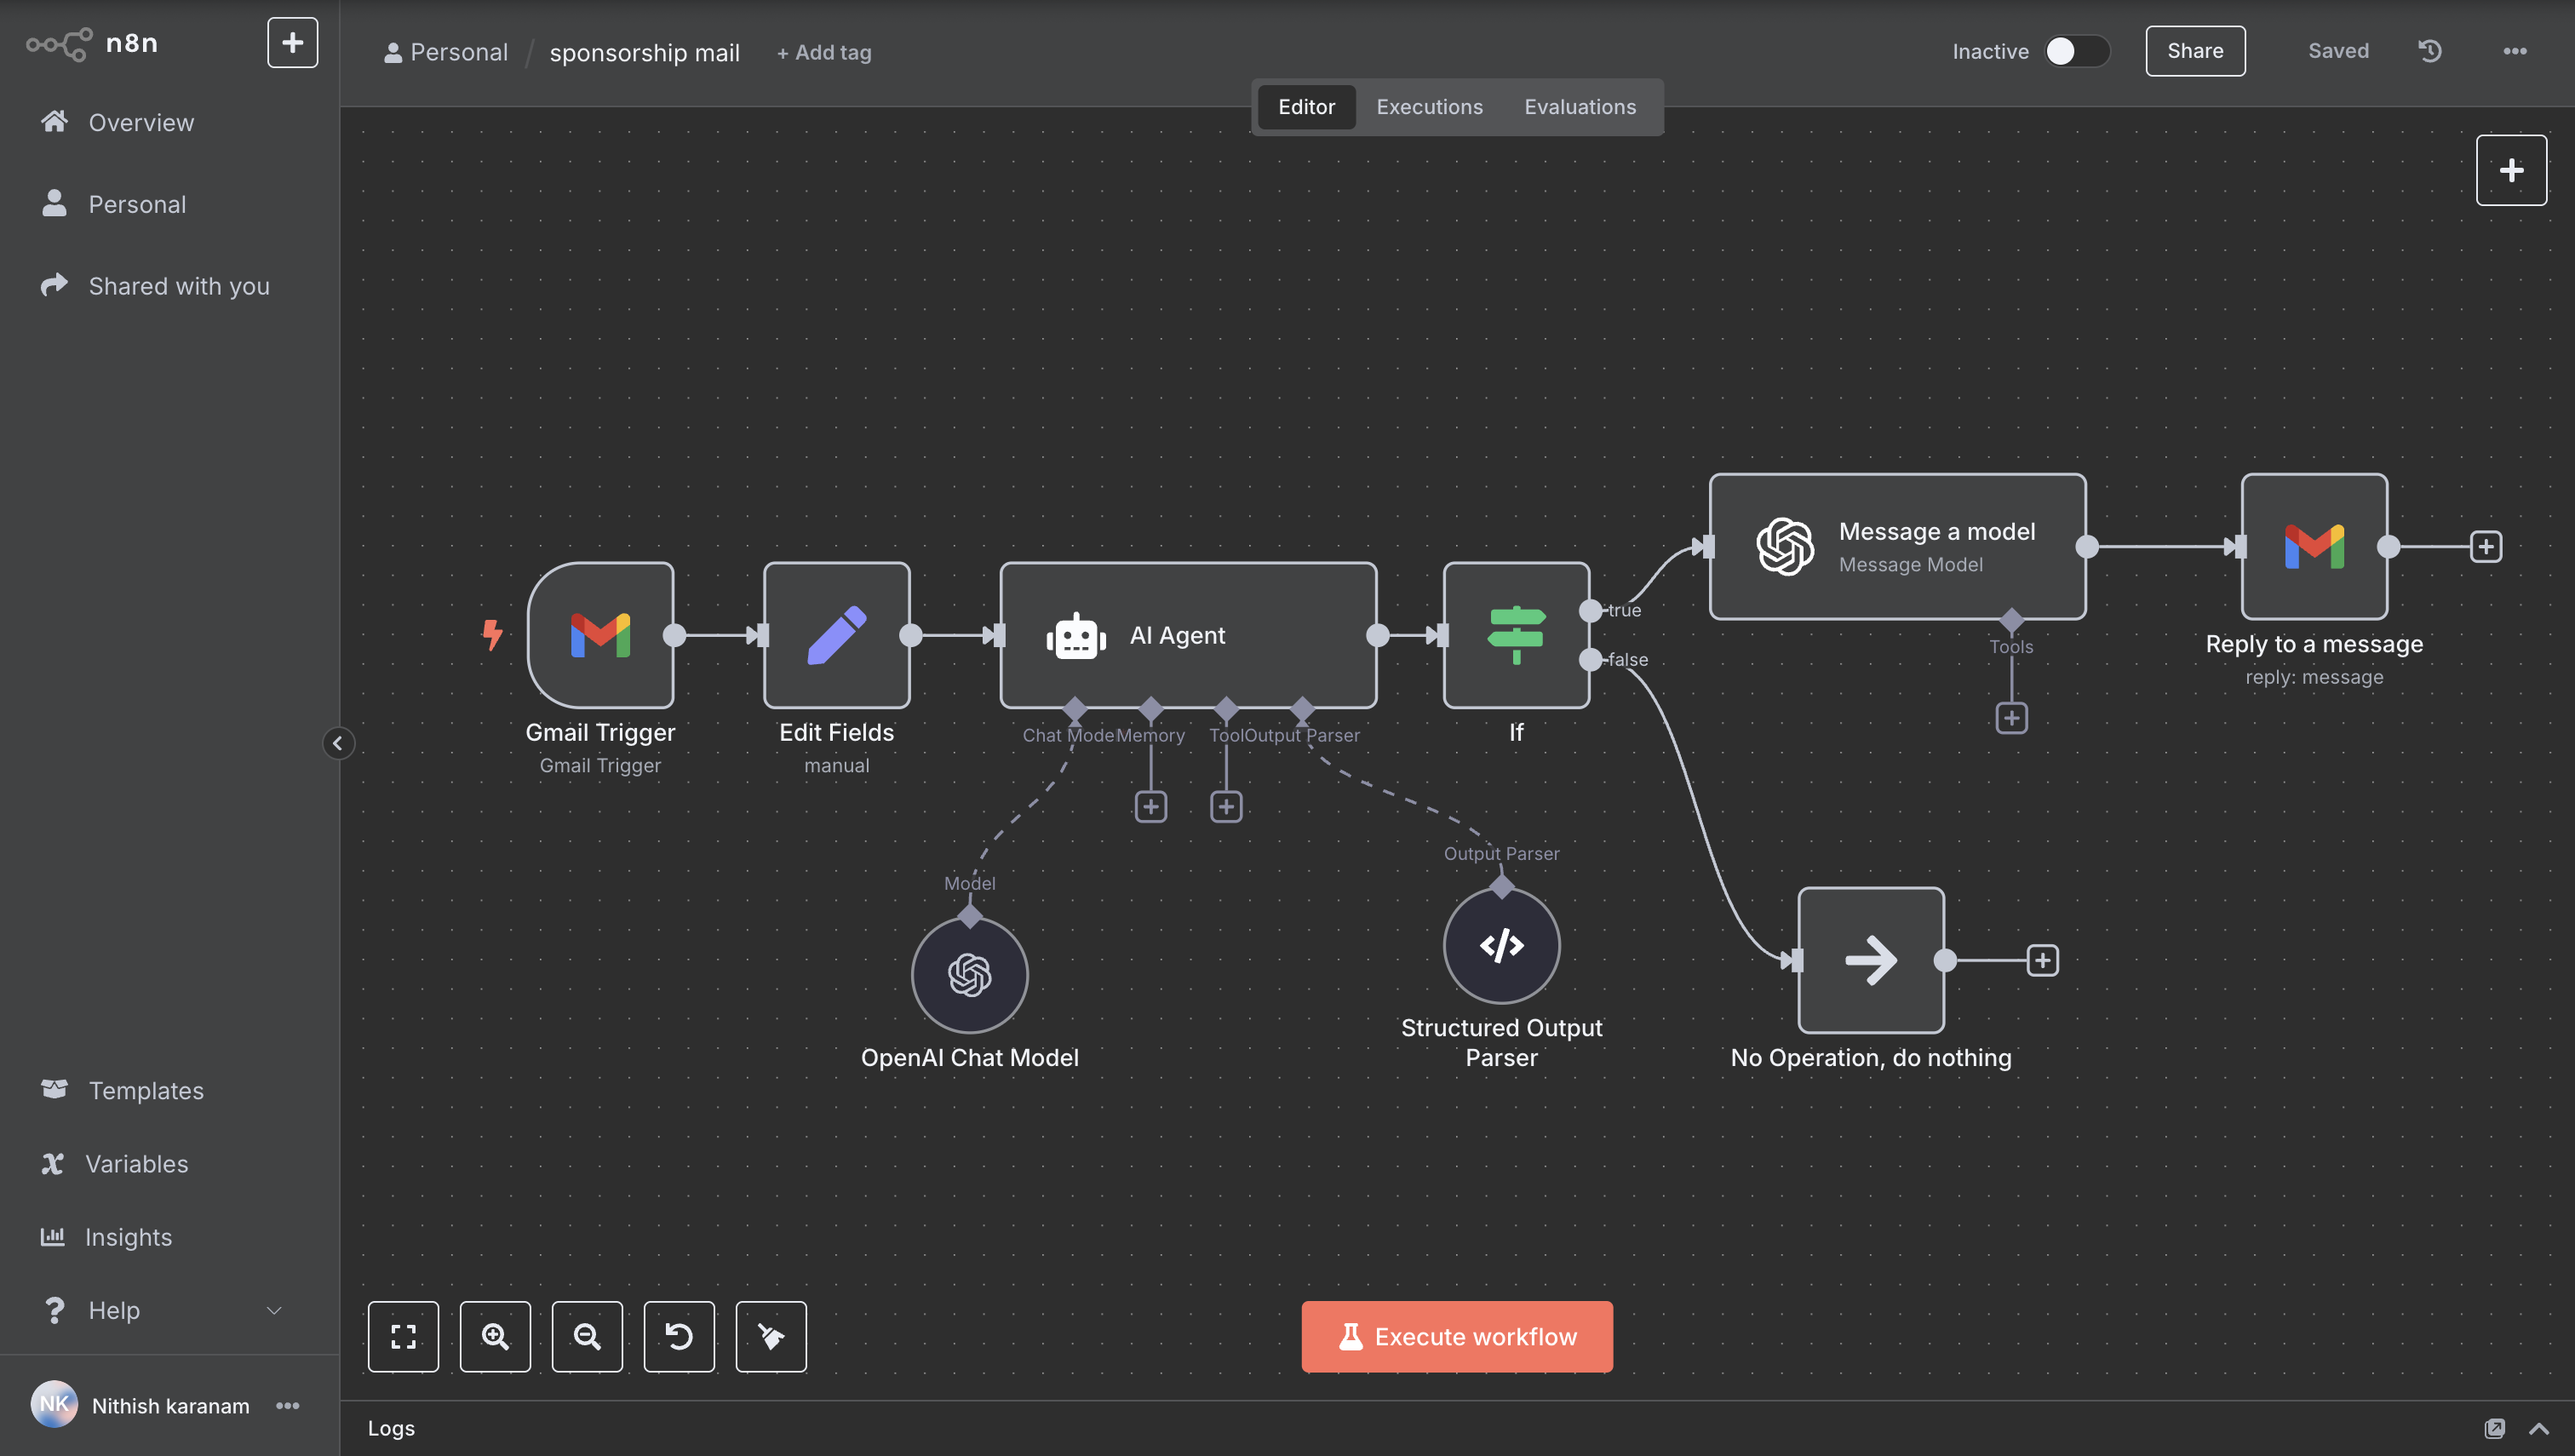 n8n
Personal / sponsorship mail + Add tag
Inactive
Share
Saved
Editor Executions Evaluations
Overview
Personal
Shared with you
Gmail Trigger
Gmail Trigger
Edit Fields
manual
AI Agent
Chat Mode
Memory
Tool
Output Parser
If
true
false
Message a model
Message Model
Tools
Reply to a message
reply: message
Model
OpenAI Chat Model
Output Parser
Structured Output
Parser
No Operation, do nothing
Templates
Variables
Insights
Help
Execute workflow
NK Nithish karanam
Logs